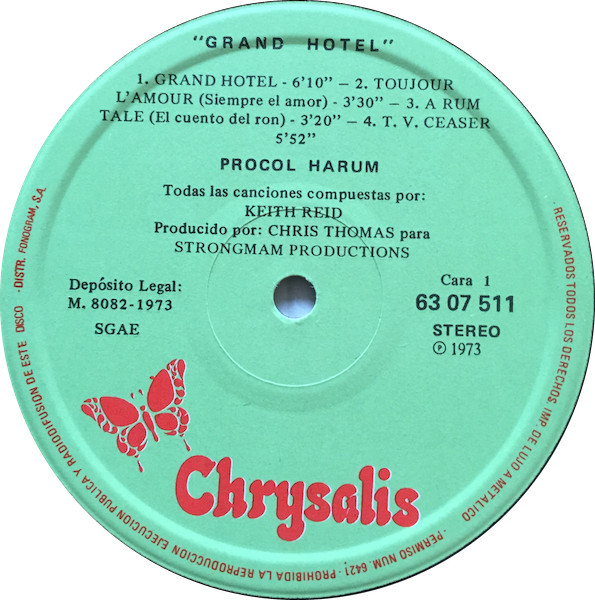 "GRAND HOTEL"
1. GRAND HOTEL - 6'10" – 2. TOUJOUR
L'AMOUR (Siempre el amor) - 3'30" – 3. A RUM
TALE (El cuento del ron) - 3'20" – 4. T. V. CEASER
5'52"
PROCOL HARUM
Todas las canciones compuestas por:
KEITH REID
Producido por: CHRIS THOMAS para
STRONGMAM PRODUCTIONS
Depósito Legal:
M. 8082-1973
SGAE
Cara 1
63 07 511
STEREO
Ⓟ 1973
Chrysalis
· RESERVADOS TODOS LOS DERECHOS. IMP. DE LUJO A METALICO · PERMISO NUM. 6421 · PROHIBIDA LA REPRODUCCION EJECUCION PUBLICA Y RADIODIFUSION DE ESTE DISCO · DISTR. FONOGRAM, S.A.